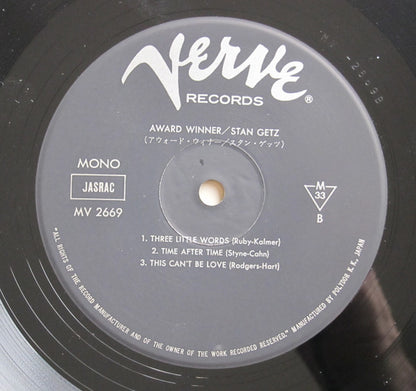 Verve
RECORDS ®
AWARD WINNER/STAN GETZ
(アウォード・ウィナー/スタン・ゲッツ)
MONO
JASRAC
MV 2669
M
33
B
1. THREE LITTLE WORDS (Ruby-Kalmer)
2. TIME AFTER TIME (Styne-Cahn)
3. THIS CAN'T BE LOVE (Rodgers-Hart)
"ALL RIGHTS OF THE RECORD MANUFACTURER AND OF THE OWNER OF THE WORK RECORDED RESERVED." MANUFACTURED BY POLYDOR K. K., JAPAN